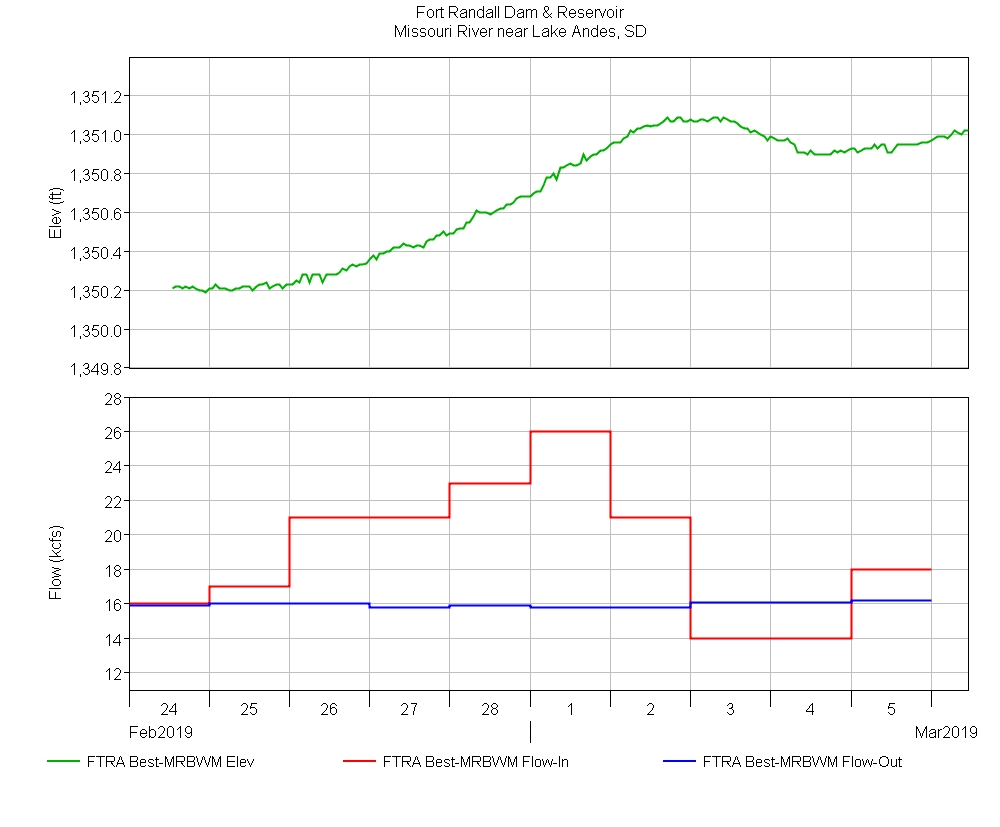 Fort Randall Dam & Reservoir
Missouri River near Lake Andes, SD
1,351.2
1,351.0
1,350.8
1,350.6
1,350.4
1,350.2
1,350.0
1,349.8
Elev (ft)
28
26
24
22
20
18
16
14
12
Flow (kcfs)
24 25 26 27 28 1 2 3 4 5
Feb2019 Mar2019
FTRA Best-MRBWM Elev FTRA Best-MRBWM Flow-In FTRA Best-MRBWM Flow-Out